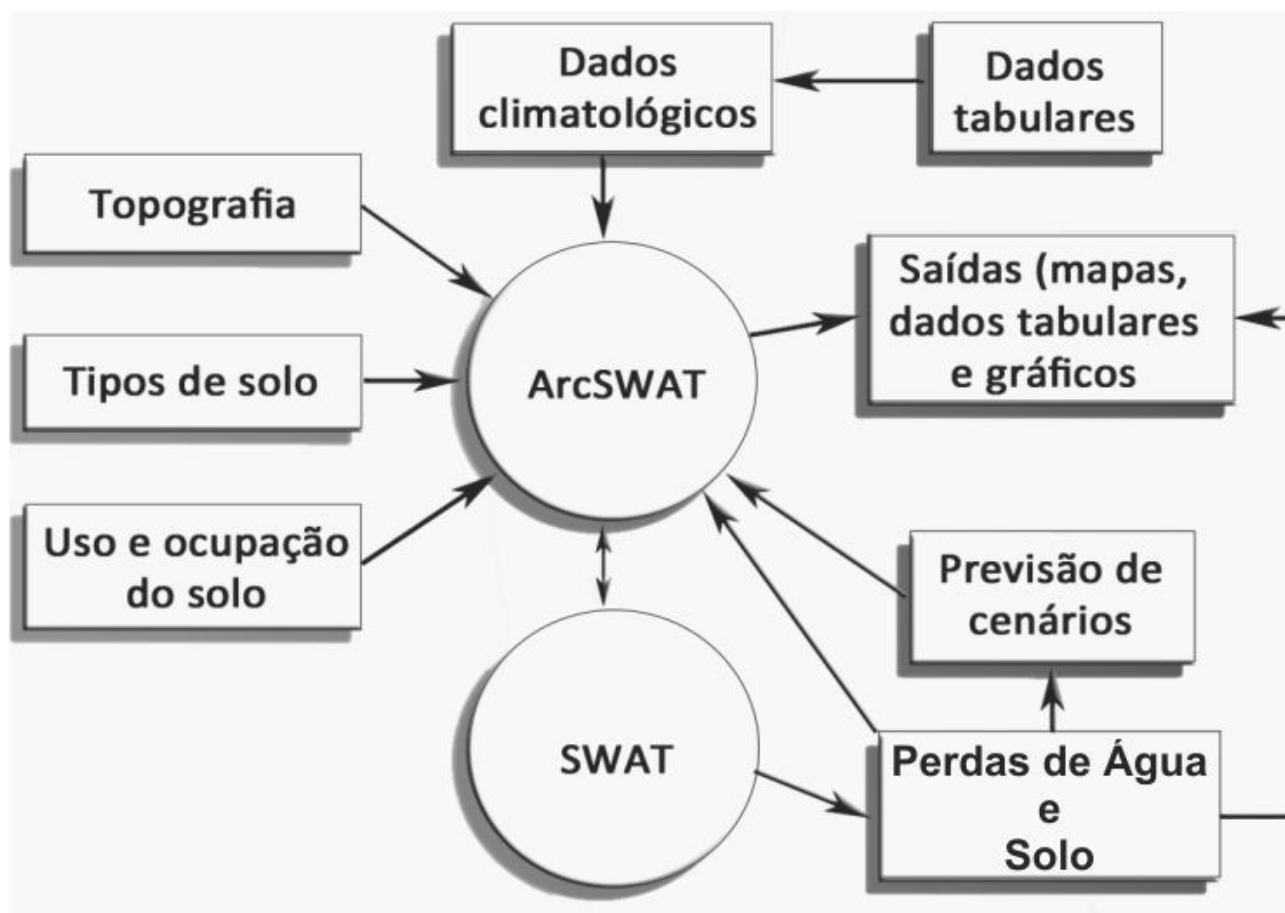 Dados
climatológicos
Dados
tabulares
Topografia
Saídas (mapas,
dados tabulares
e gráficos
Tipos de solo
ArcSWAT
Uso e ocupação
do solo
Previsão de
cenários
SWAT
Perdas de Água
e
Solo